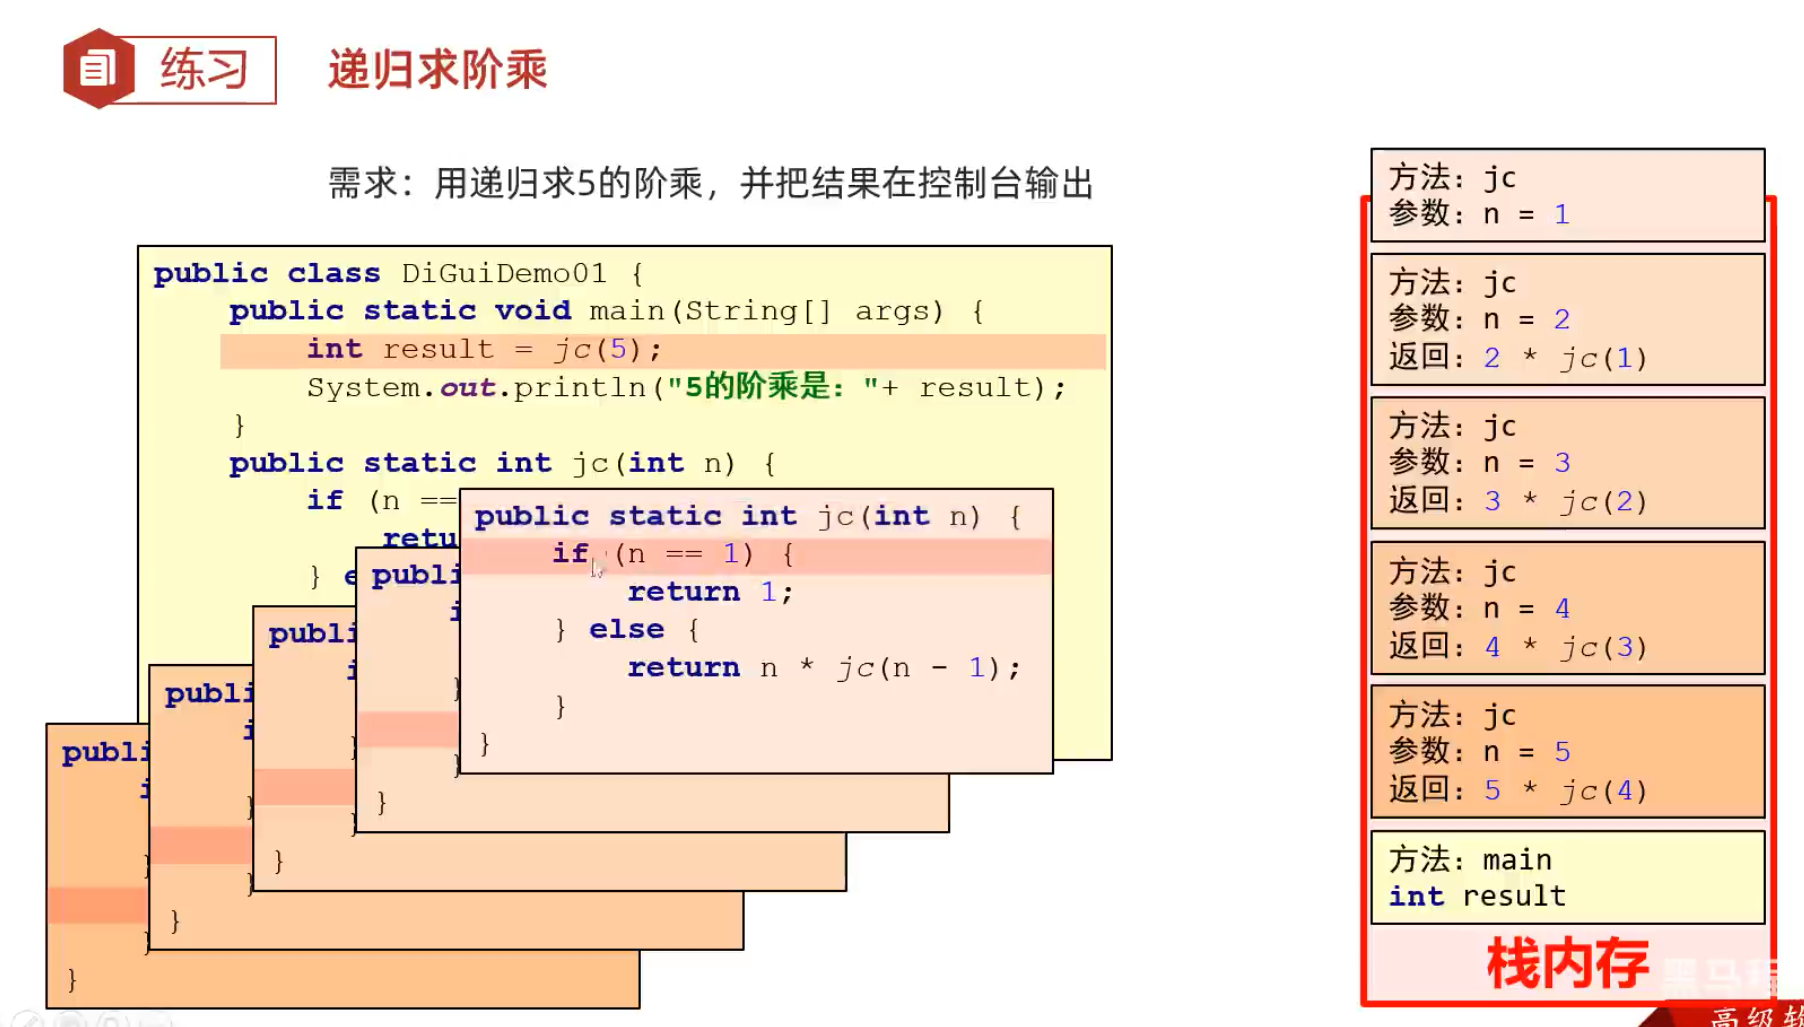 练习
递归求阶乘
需求：用递归求5的阶乘，并把结果在控制台输出
public class DiGuiDemo01 {
public static void main(String[] args) {
int result = jc(5);
System.out.println("5的阶乘是："+ result);
}
public static int jc(int n) {
if (n ==
retu
} e
public static int jc(int n) {
if (n == 1) {
return 1;
} else {
return n * jc(n - 1);
}
}
publi
i
}
}
}
publi
i
}
}
}
publi
i
}
}
}
publi
i
}
}
}
方法：jc
参数：n = 1
方法：jc
参数：n = 2
返回：2 * jc(1)
方法：jc
参数：n = 3
返回：3 * jc(2)
方法：jc
参数：n = 4
返回：4 * jc(3)
方法：jc
参数：n = 5
返回：5 * jc(4)
方法：main
int result
栈内存
黑马程
高级软